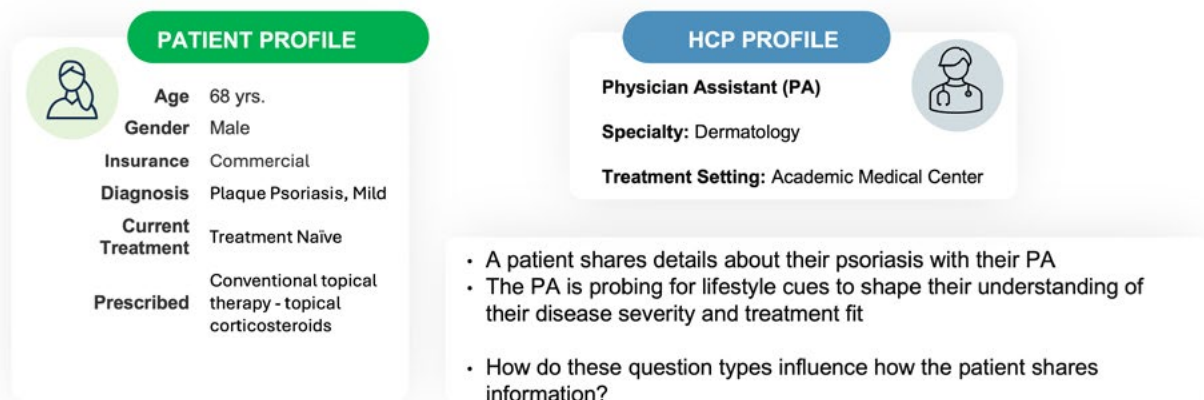 PATIENT PROFILE
Age 68 yrs.
Gender Male
Insurance Commercial
Diagnosis Plaque Psoriasis, Mild
Current
Treatment Treatment Naïve
Prescribed Conventional topical
therapy - topical
corticosteroids
HCP PROFILE
Physician Assistant (PA)
Specialty: Dermatology
Treatment Setting: Academic Medical Center
• A patient shares details about their psoriasis with their PA
• The PA is probing for lifestyle cues to shape their understanding of
their disease severity and treatment fit
• How do these question types influence how the patient shares
information?